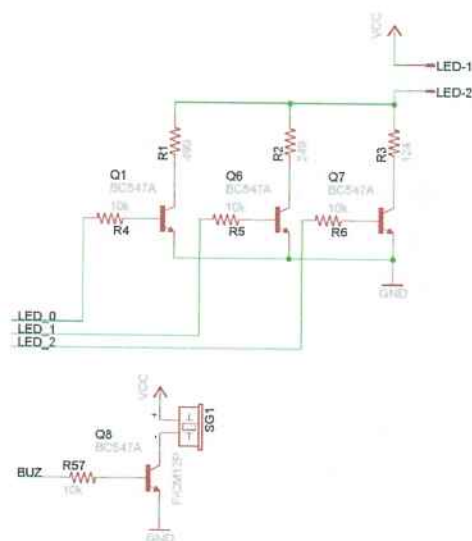 VCC
LED-1
LED-2
R1
R2
R3
Q1
Q6
Q7
BC547A
BC547A
BC547A
10k
10k
10k
R4
R5
R6
LED_0
LED_1
LED_2
GND
VCC
SG1
Q8
BC547A
BUZ
R57
10k
GND